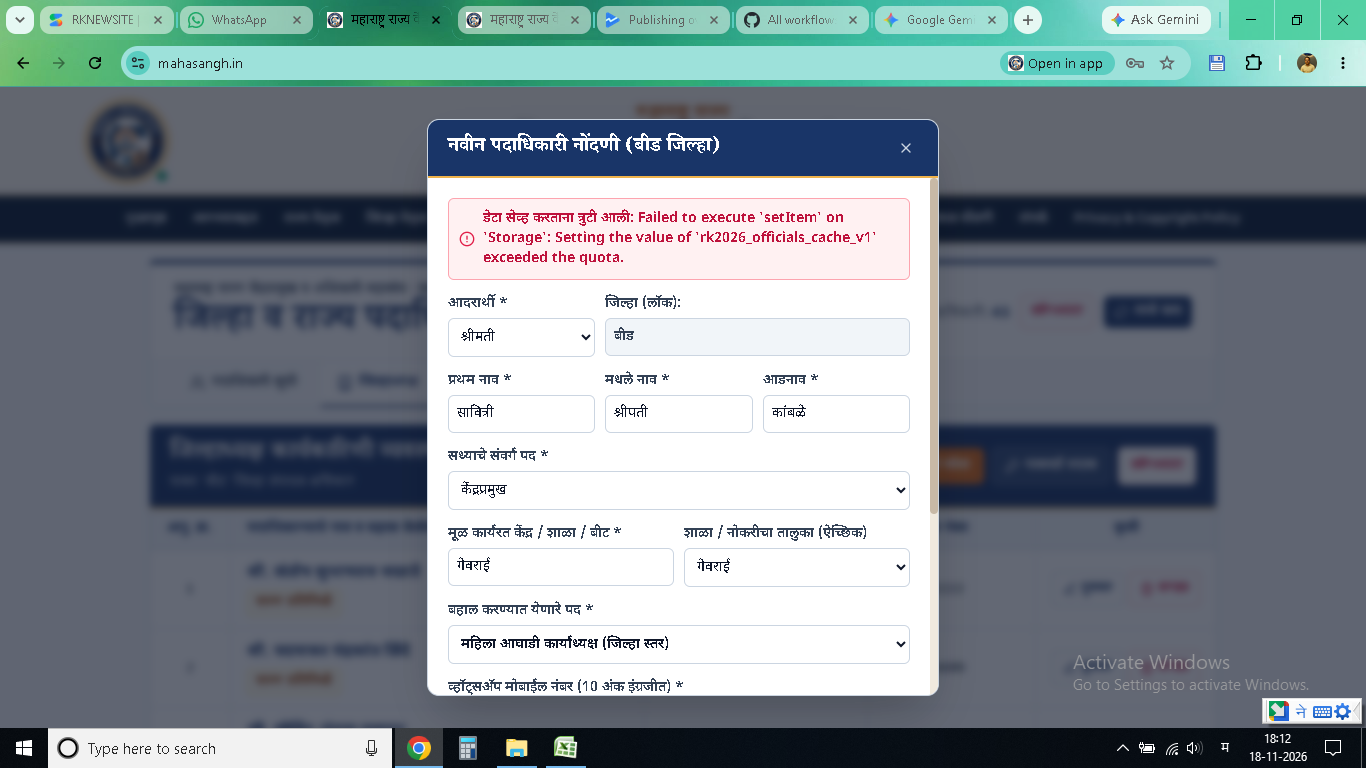 RKNEWSITE
WhatsApp
महाराष्ट्र राज्य
महाराष्ट्र राज्य
Publishing o
All workflow
Google Gem
Ask Gemini
mahasangh.in
Open in app
नवीन पदाधिकारी नोंदणी (बीड जिल्हा)
डेटा सेव्ह करताना त्रुटी आली: Failed to execute 'setItem' on
'Storage': Setting the value of 'rk2026_officials_cache_v1'
exceeded the quota.
आदरार्थी * जिल्हा (लॉक):
श्रीमती बीड
प्रथम नाव * मधले नाव * आडनाव *
सावित्री श्रीपती कांबळे
सध्याचे संवर्ग पद *
केंद्रप्रमुख
मूळ कार्यरत केंद्र / शाळा / बीट * शाळा / नोकरीचा तालुका (ऐच्छिक)
गेवराई गेवराई
बहाल करण्यात येणारे पद *
महिला आघाडी कार्याध्यक्ष (जिल्हा स्तर)
व्हॉट्सॲप मोबाईल नंबर (10 अंक इंग्रजीत) *
Privacy & Copyright Policy
Activate Windows
Go to Settings to activate Windows.
Type here to search
म
18:12
18-11-2026